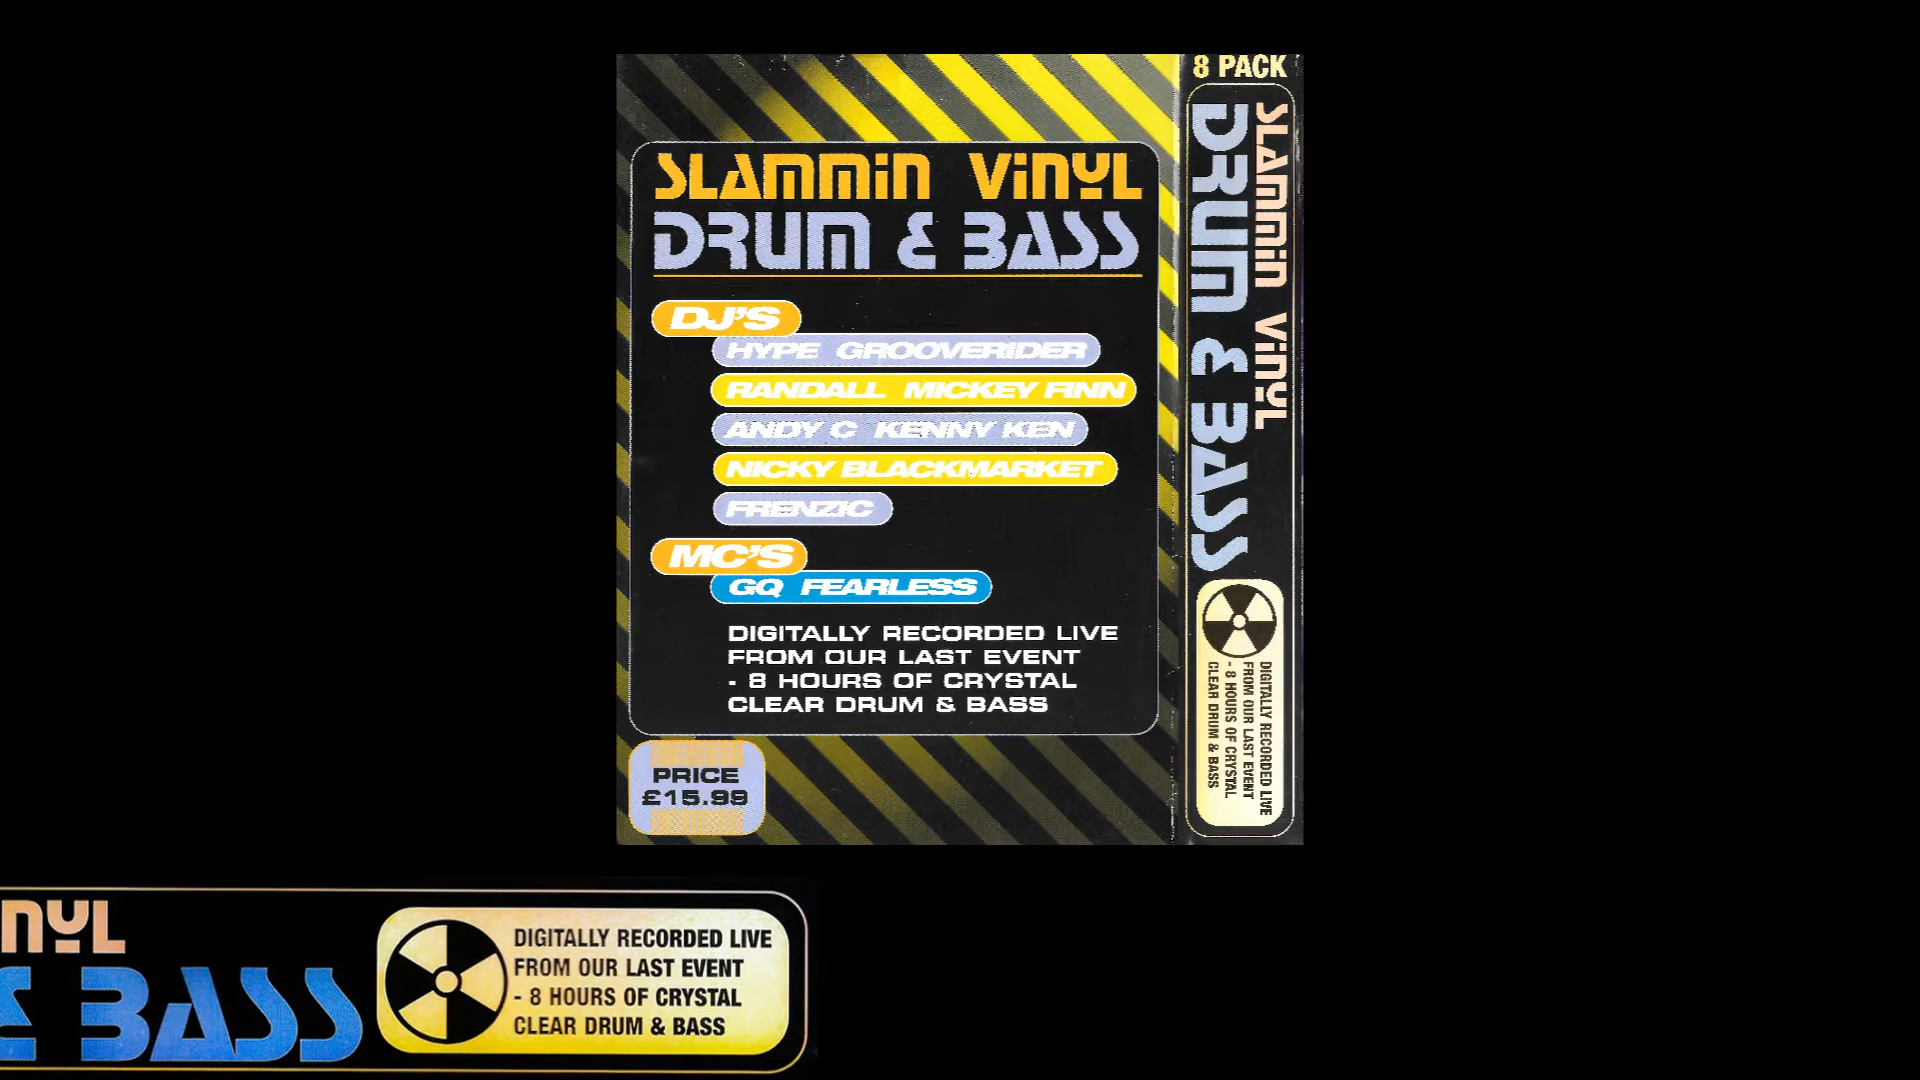 SLAMMiN ViNYL
DRUM & BASS
DJ'S
HYPE GROOVERIDER
RANDALL MICKEY FINN
ANDY C KENNY KEN
NICKY BLACKMARKET
FRENZIC
MC'S
GQ FEARLESS
DIGITALLY RECORDED LIVE
FROM OUR LAST EVENT
- 8 HOURS OF CRYSTAL
CLEAR DRUM & BASS
PRICE
£15.99
8 PACK
SLAMMiN ViNYL
DRUM & BASS
DIGITALLY RECORDED LIVE
FROM OUR LAST EVENT
- 8 HOURS OF CRYSTAL
CLEAR DRUM & BASS
iNYL
& BASS
DIGITALLY RECORDED LIVE
FROM OUR LAST EVENT
- 8 HOURS OF CRYSTAL
CLEAR DRUM & BASS